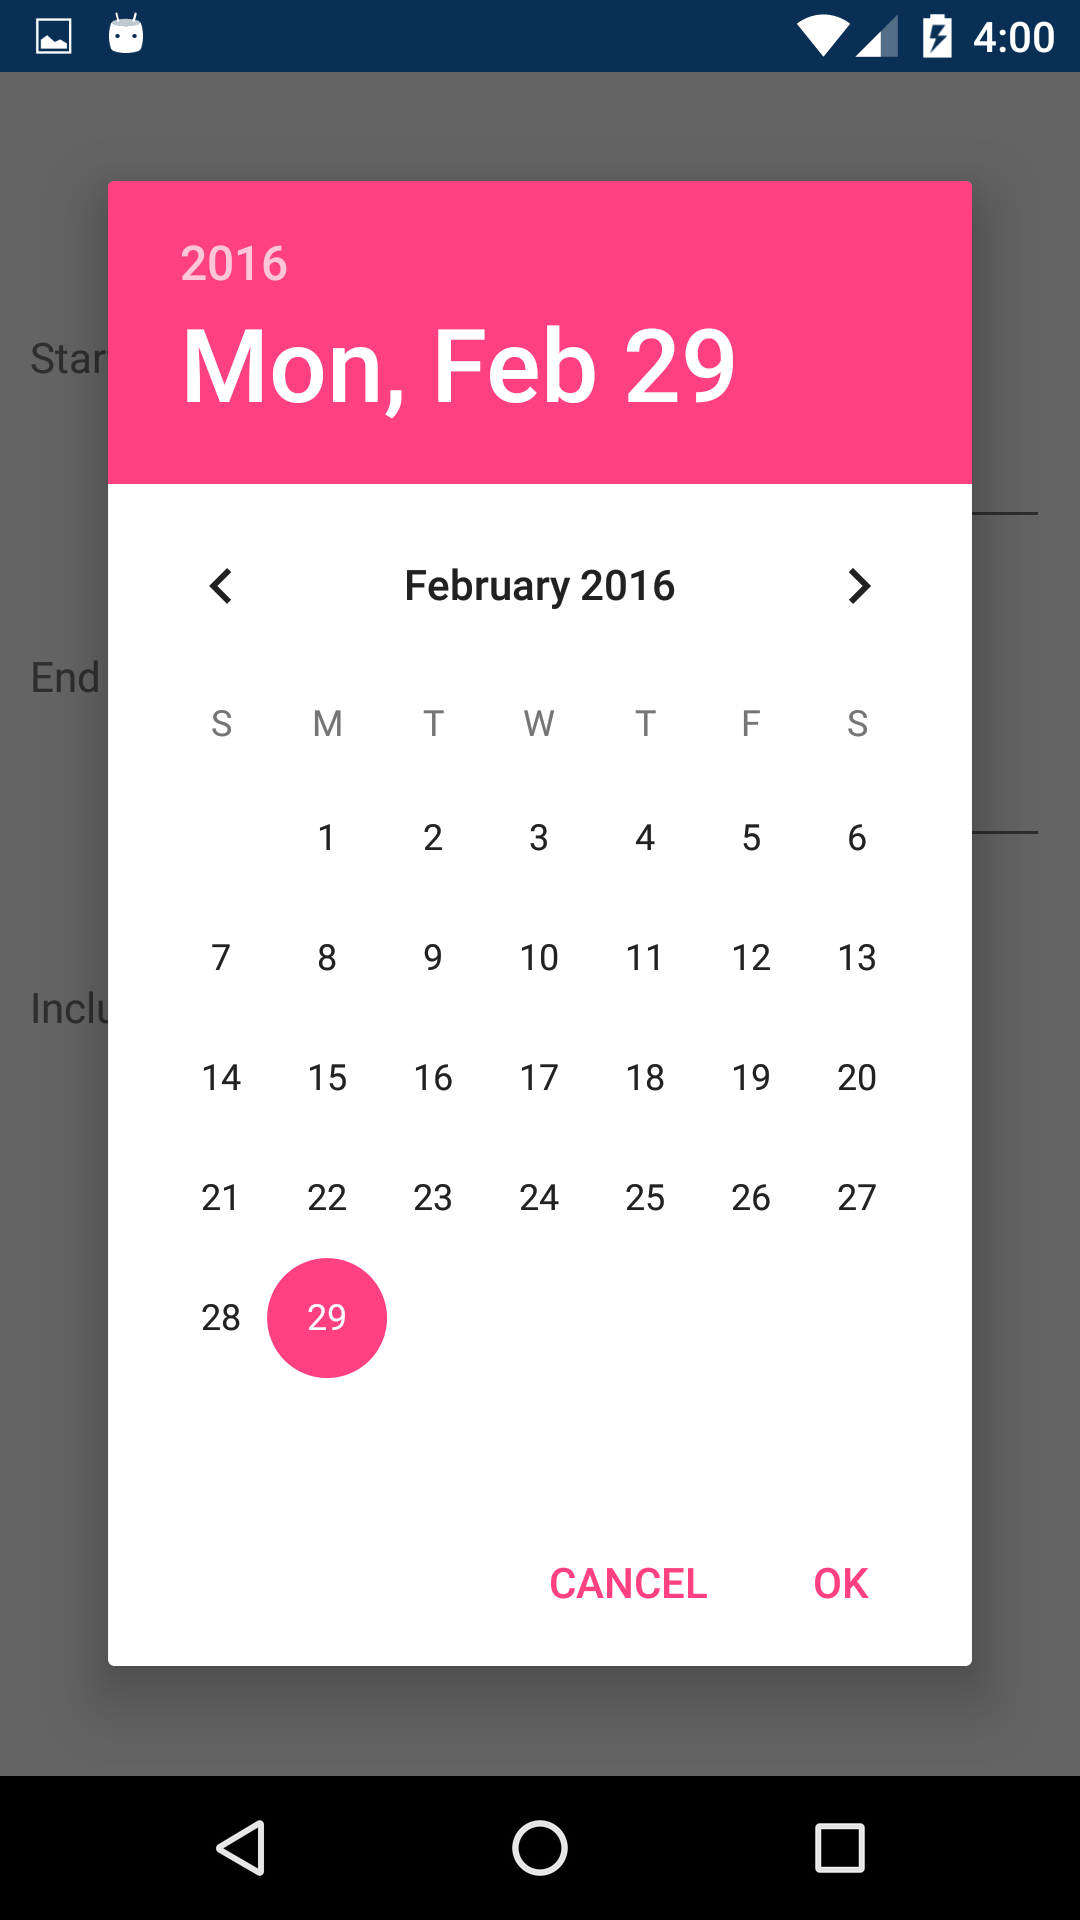 4:00
2016
Mon, Feb 29
Star
February 2016
End
S M T W T F S
1 2 3 4 5 6
7 8 9 10 11 12 13
Inclu
14 15 16 17 18 19 20
21 22 23 24 25 26 27
28 29
CANCEL OK